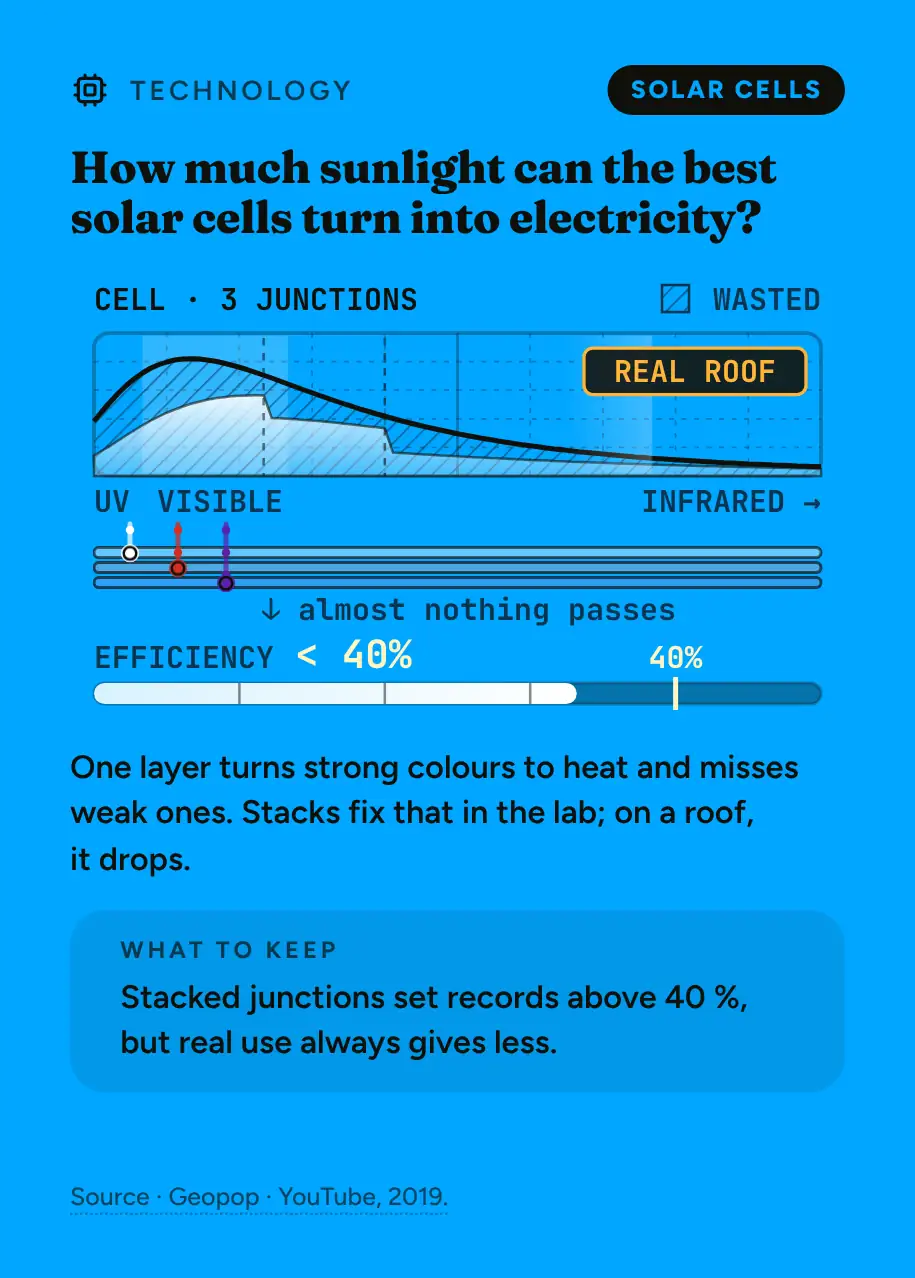 TECHNOLOGY
SOLAR CELLS
How much sunlight can the best
solar cells turn into electricity?
CELL · 3 JUNCTIONS
WASTED
REAL ROOF
UV VISIBLE
INFRARED →
↓ almost nothing passes
EFFICIENCY < 40%
40%
One layer turns strong colours to heat and misses
weak ones. Stacks fix that in the lab; on a roof,
it drops.
WHAT TO KEEP
Stacked junctions set records above 40 %,
but real use always gives less.
Source · Geopop · YouTube, 2019.